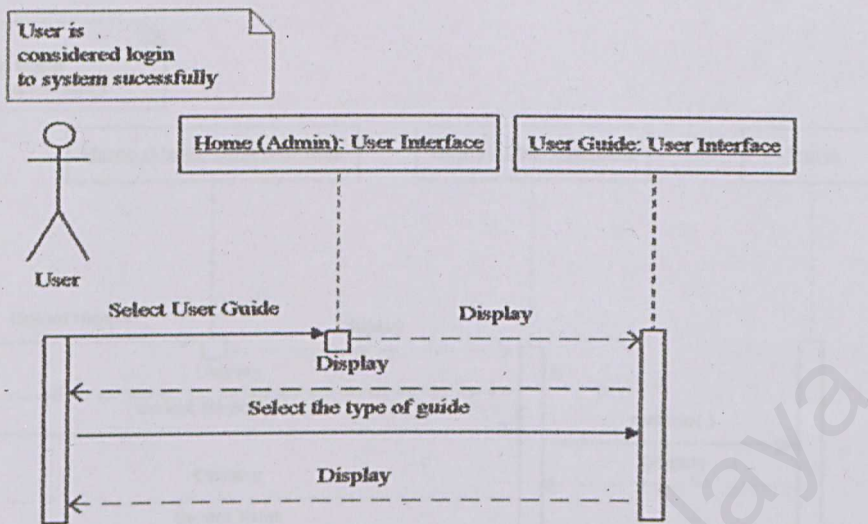 User is
considered login
to system sucessfully
Home (Admin): User Interface
User Guide: User Interface
User
Select User Guide
Display
Display
Select the type of guide
Display
laya